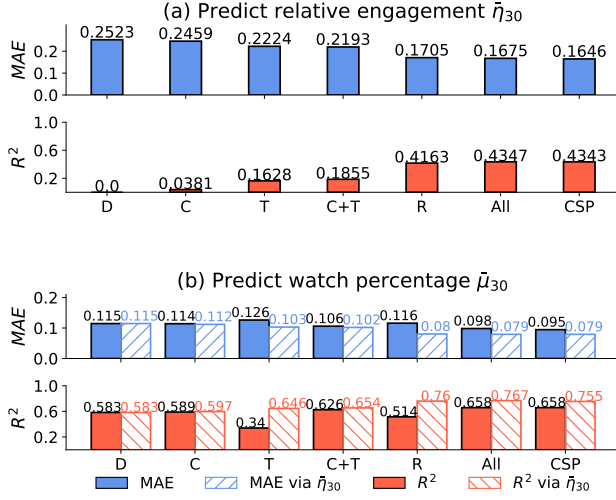 (a) Predict relative engagement η̄₃₀
MAE
0.2
0.1
0.0
0.2523 0.2459 0.2224 0.2193 0.1705 0.1675 0.1646
R²
1.0
0.6
0.2
0.0 0.0381 0.1628 0.1855 0.4163 0.4347 0.4343
D C T C+T R All CSP
(b) Predict watch percentage μ̄₃₀
MAE
0.2
0.1
0.0
0.115 0.115 0.114 0.112 0.126 0.103 0.106 0.102 0.116 0.08 0.098 0.079 0.095 0.079
R²
1.0
0.6
0.2
0.583 0.583 0.589 0.597 0.34 0.646 0.626 0.654 0.514 0.76 0.658 0.767 0.658 0.755
D C T C+T R All CSP
MAE MAE via η̄₃₀ R² R² via η̄₃₀